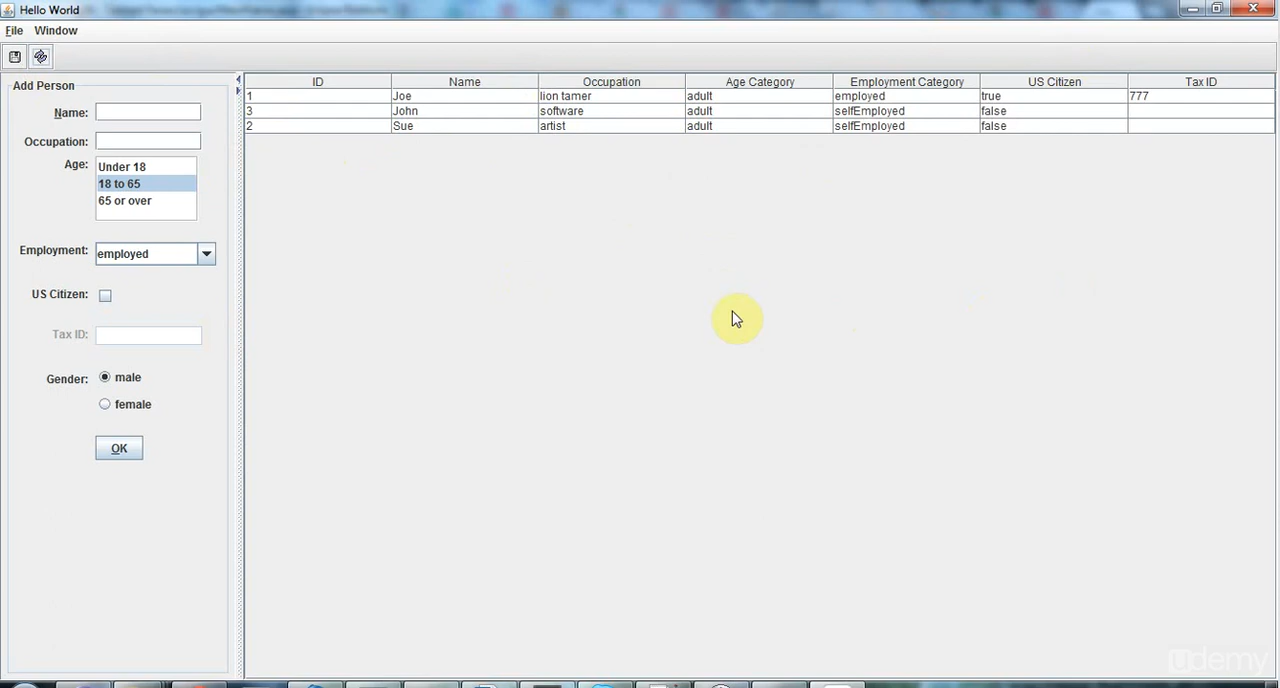 Hello World
File Window
Add Person
Name:
Occupation:
Age:
Under 18
18 to 65
65 or over
Employment: employed
US Citizen:
Tax ID:
Gender: male
female
OK
ID Name Occupation Age Category Employment Category US Citizen Tax ID
1 Joe lion tamer adult employed true 777
3 John software adult selfEmployed false
2 Sue artist adult selfEmployed false
udemy